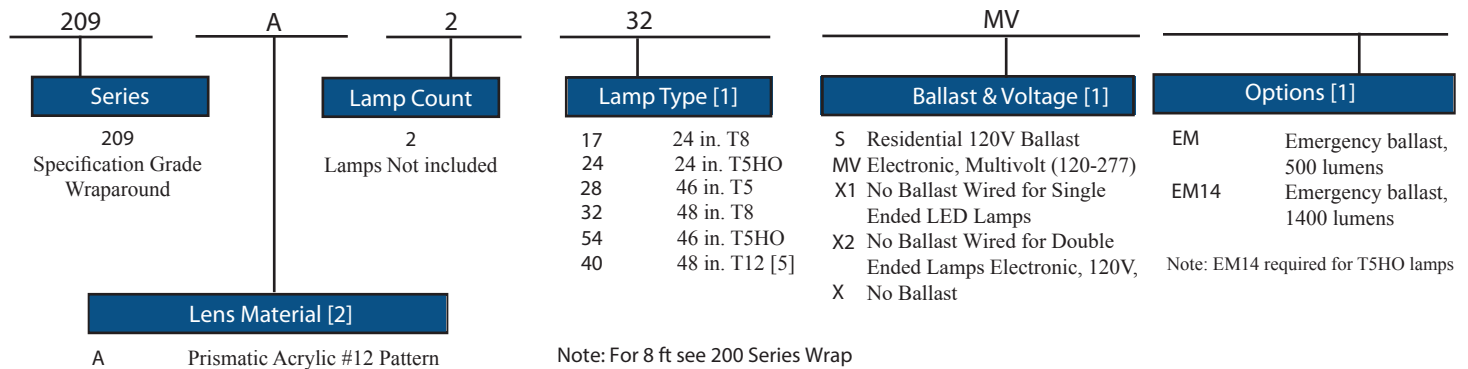 209 A 2 32 MV
Series
209
Specification Grade
Wraparound
Lamp Count
2
Lamps Not included
Lamp Type [1]
17 24 in. T8
24 24 in. T5HO
28 46 in. T5
32 48 in. T8
54 46 in. T5HO
40 48 in. T12 [5]
Ballast & Voltage [1]
S Residential 120V Ballast
MV Electronic, Multivolt (120-277)
X1 No Ballast Wired for Single
Ended LED Lamps
X2 No Ballast Wired for Double
Ended Lamps Electronic, 120V,
X No Ballast
Options [1]
EM Emergency ballast,
500 lumens
EM14 Emergency ballast,
1400 lumens
Note: EM14 required for T5HO lamps
Lens Material [2]
A Prismatic Acrylic #12 Pattern
Note: For 8 ft see 200 Series Wrap